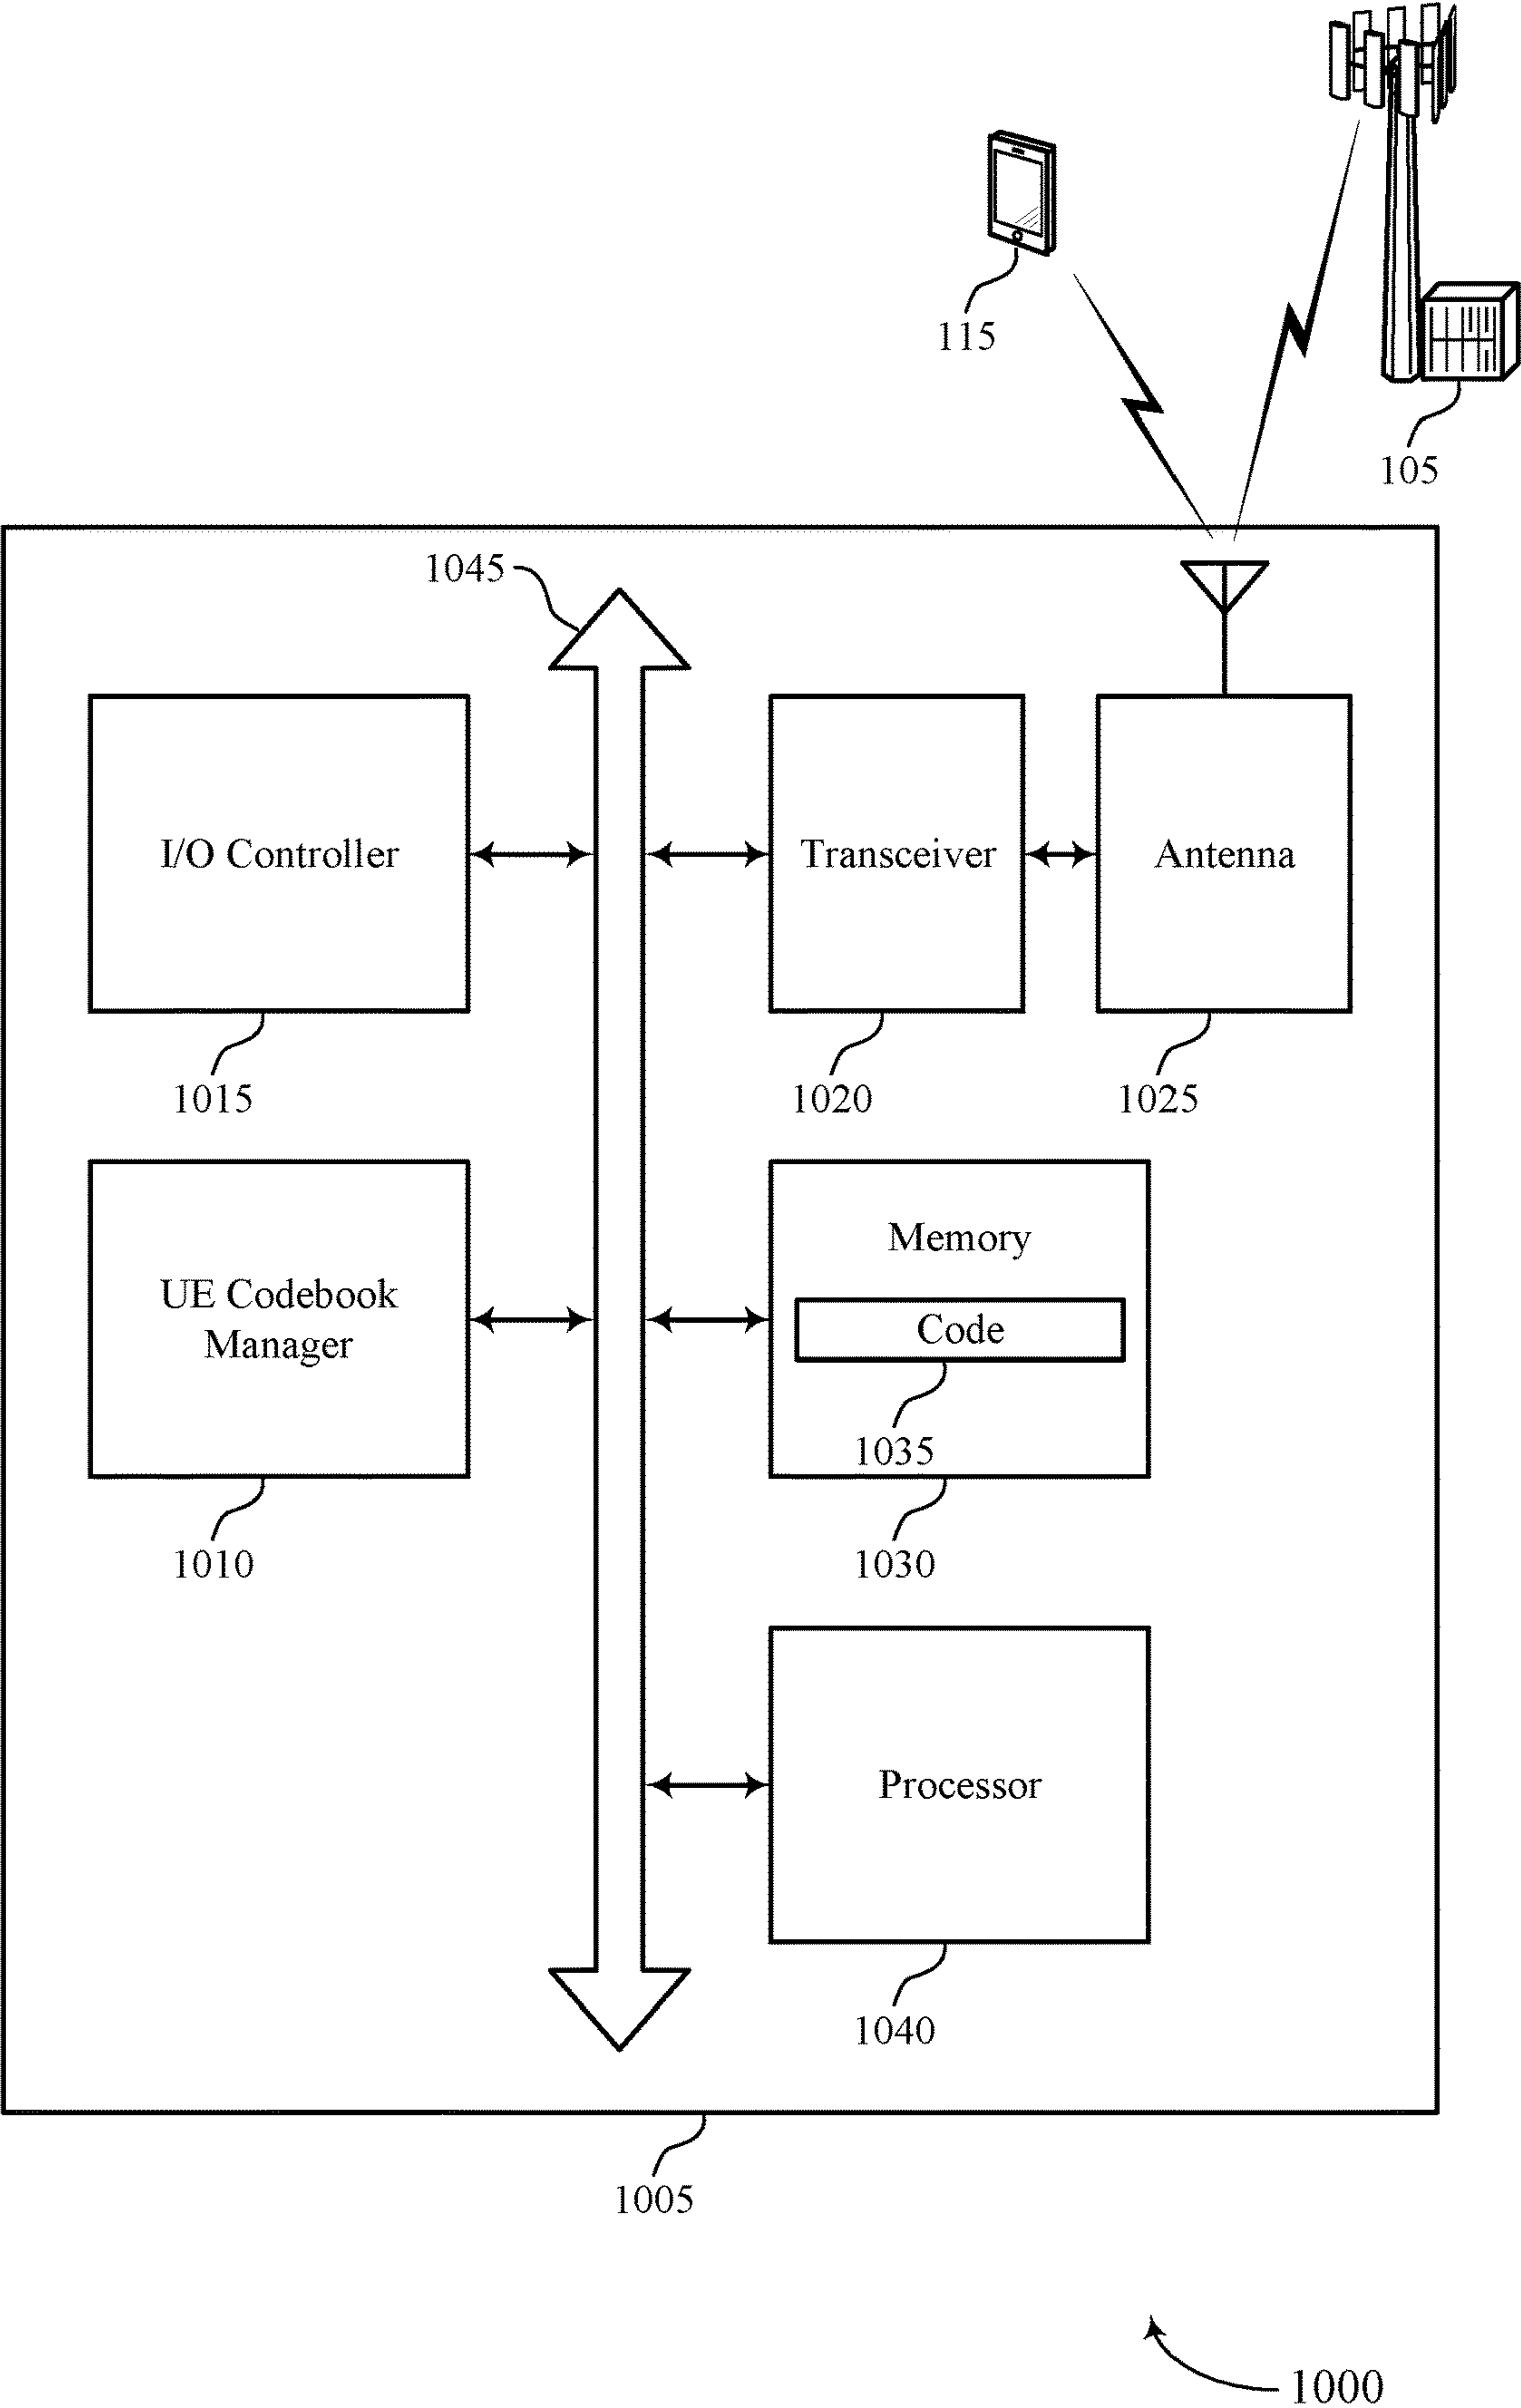 115
105
1045
I/O Controller
Transceiver
Antenna
1015
1020
1025
UE Codebook
Manager
Memory
Code
1035
1010
1030
Processor
1040
1005
1000